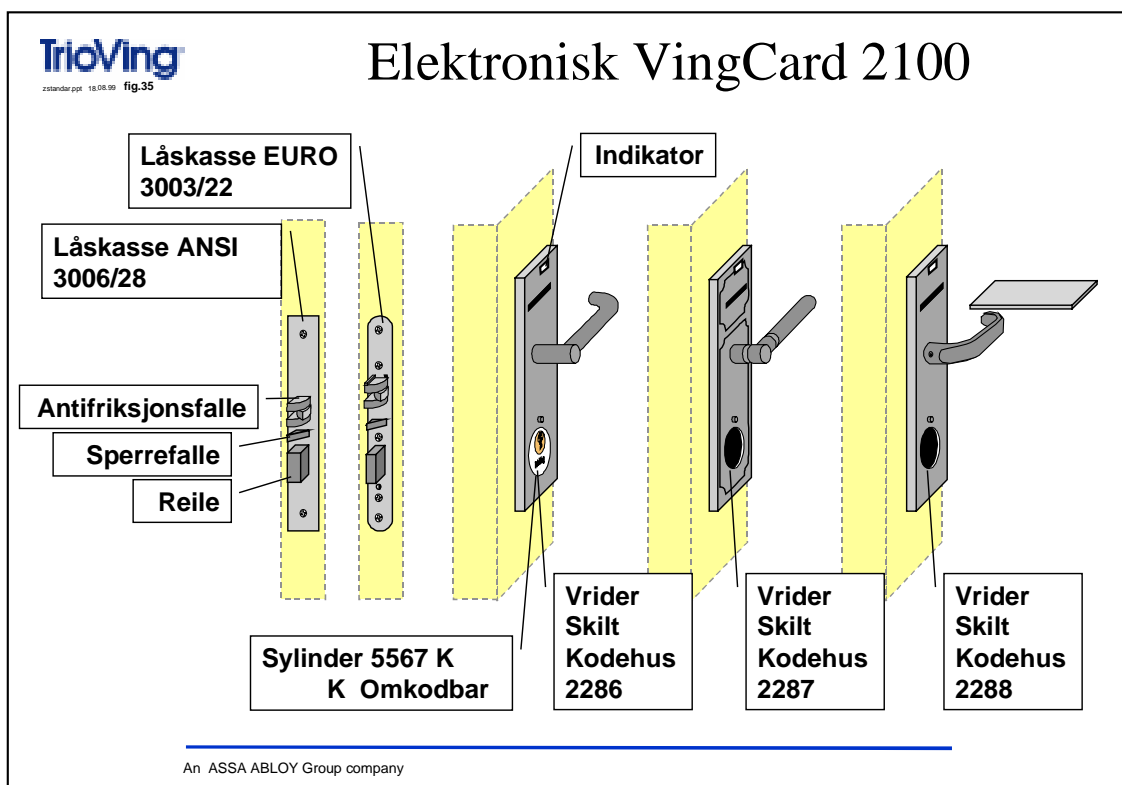 TrioVing
zstandar.ppt 18.08.99 fig.35
Elektronisk VingCard 2100
Låskasse EURO
3003/22
Indikator
Låskasse ANSI
3006/28
Antifriksjonsfalle
Sperrefalle
Reile
Sylinder 5567 K
K Omkodbar
Vrider
Skilt
Kodehus
2286
Vrider
Skilt
Kodehus
2287
Vrider
Skilt
Kodehus
2288
An ASSA ABLOY Group company